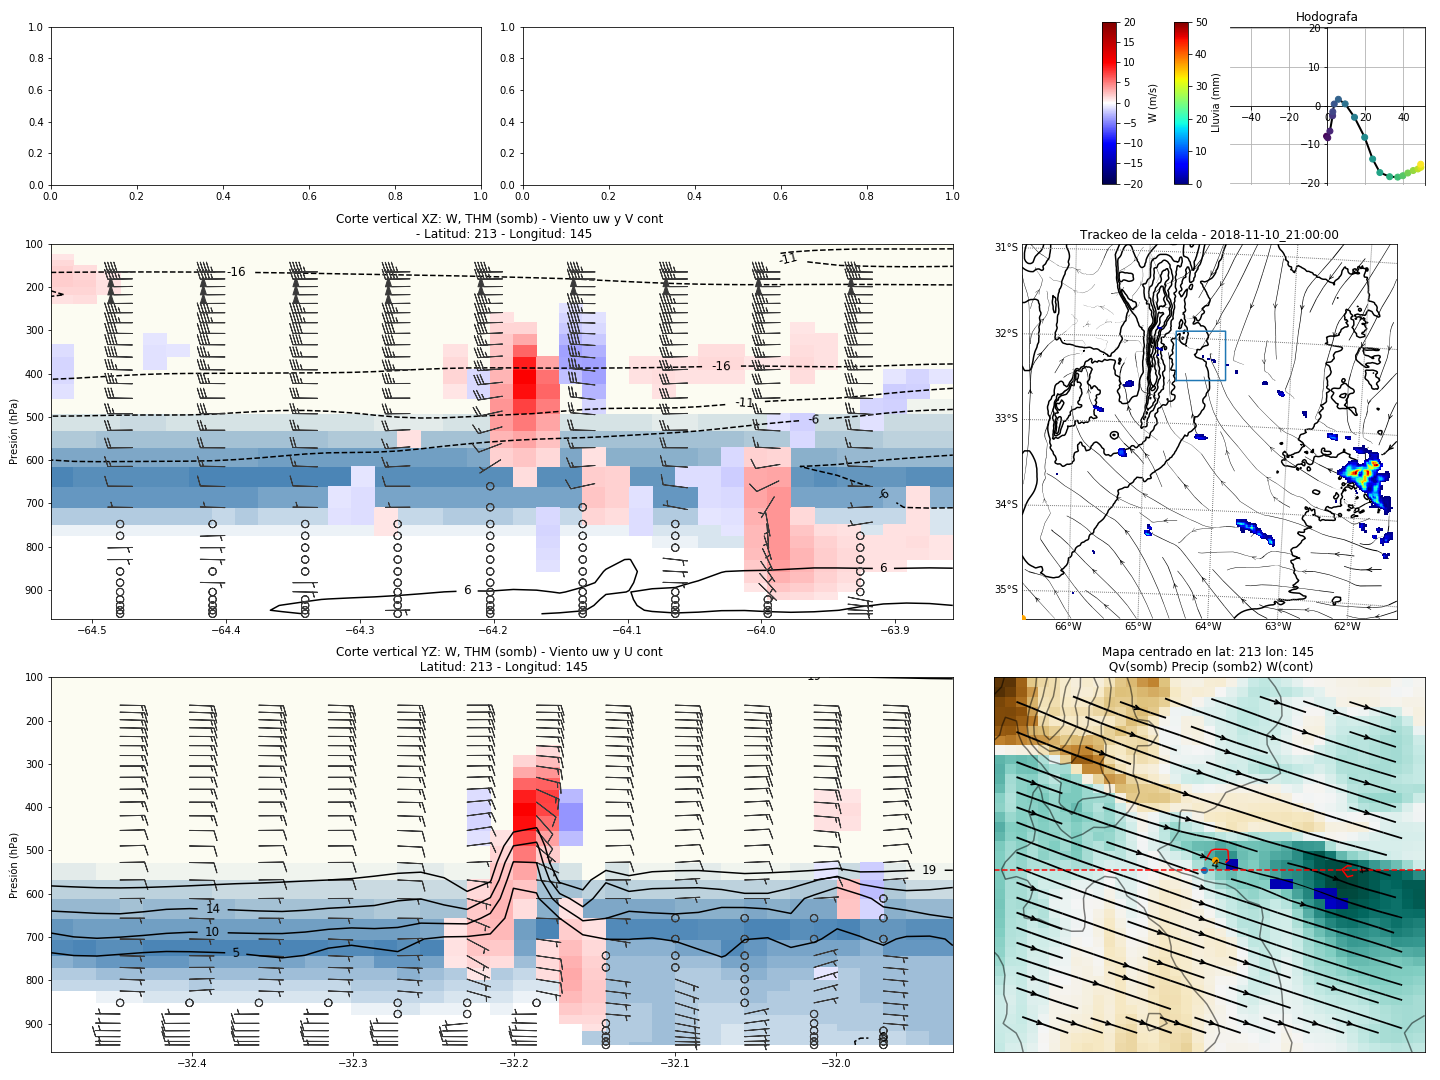 1.0
0.8
0.6
0.4
0.2
0.0
0.0 0.2 0.4 0.6 0.8 1.0
1.0
0.8
0.6
0.4
0.2
0.0
0.0 0.2 0.4 0.6 0.8 1.0
20
15
10
5
0
−5
−10
−15
−20
W (m/s)
50
40
30
20
10
0
Lluvia (mm)
Hodografa
20
10
0
−10
−20
−40 −20 0 20 40
Corte vertical XZ: W, THM (somb) - Viento uw y V cont
- Latitud: 213 - Longitud: 145
Presión (hPa)
100
200
300
400
500
600
700
800
900
-16
-11
-16
-11
-6
-6
6
6
−64.5 −64.4 −64.3 −64.2 −64.1 −64.0 −63.9
Trackeo de la celda - 2018-11-10_21:00:00
31°S
32°S
33°S
34°S
35°S
66°W 65°W 64°W 63°W 62°W
Corte vertical YZ: W, THM (somb) - Viento uw y U cont
Latitud: 213 - Longitud: 145
Presión (hPa)
100
200
300
400
500
600
700
800
900
19
14
10
5
−32.4 −32.3 −32.2 −32.1 −32.0
Mapa centrado en lat: 213 lon: 145
Qv(somb) Precip (somb2) W(cont)